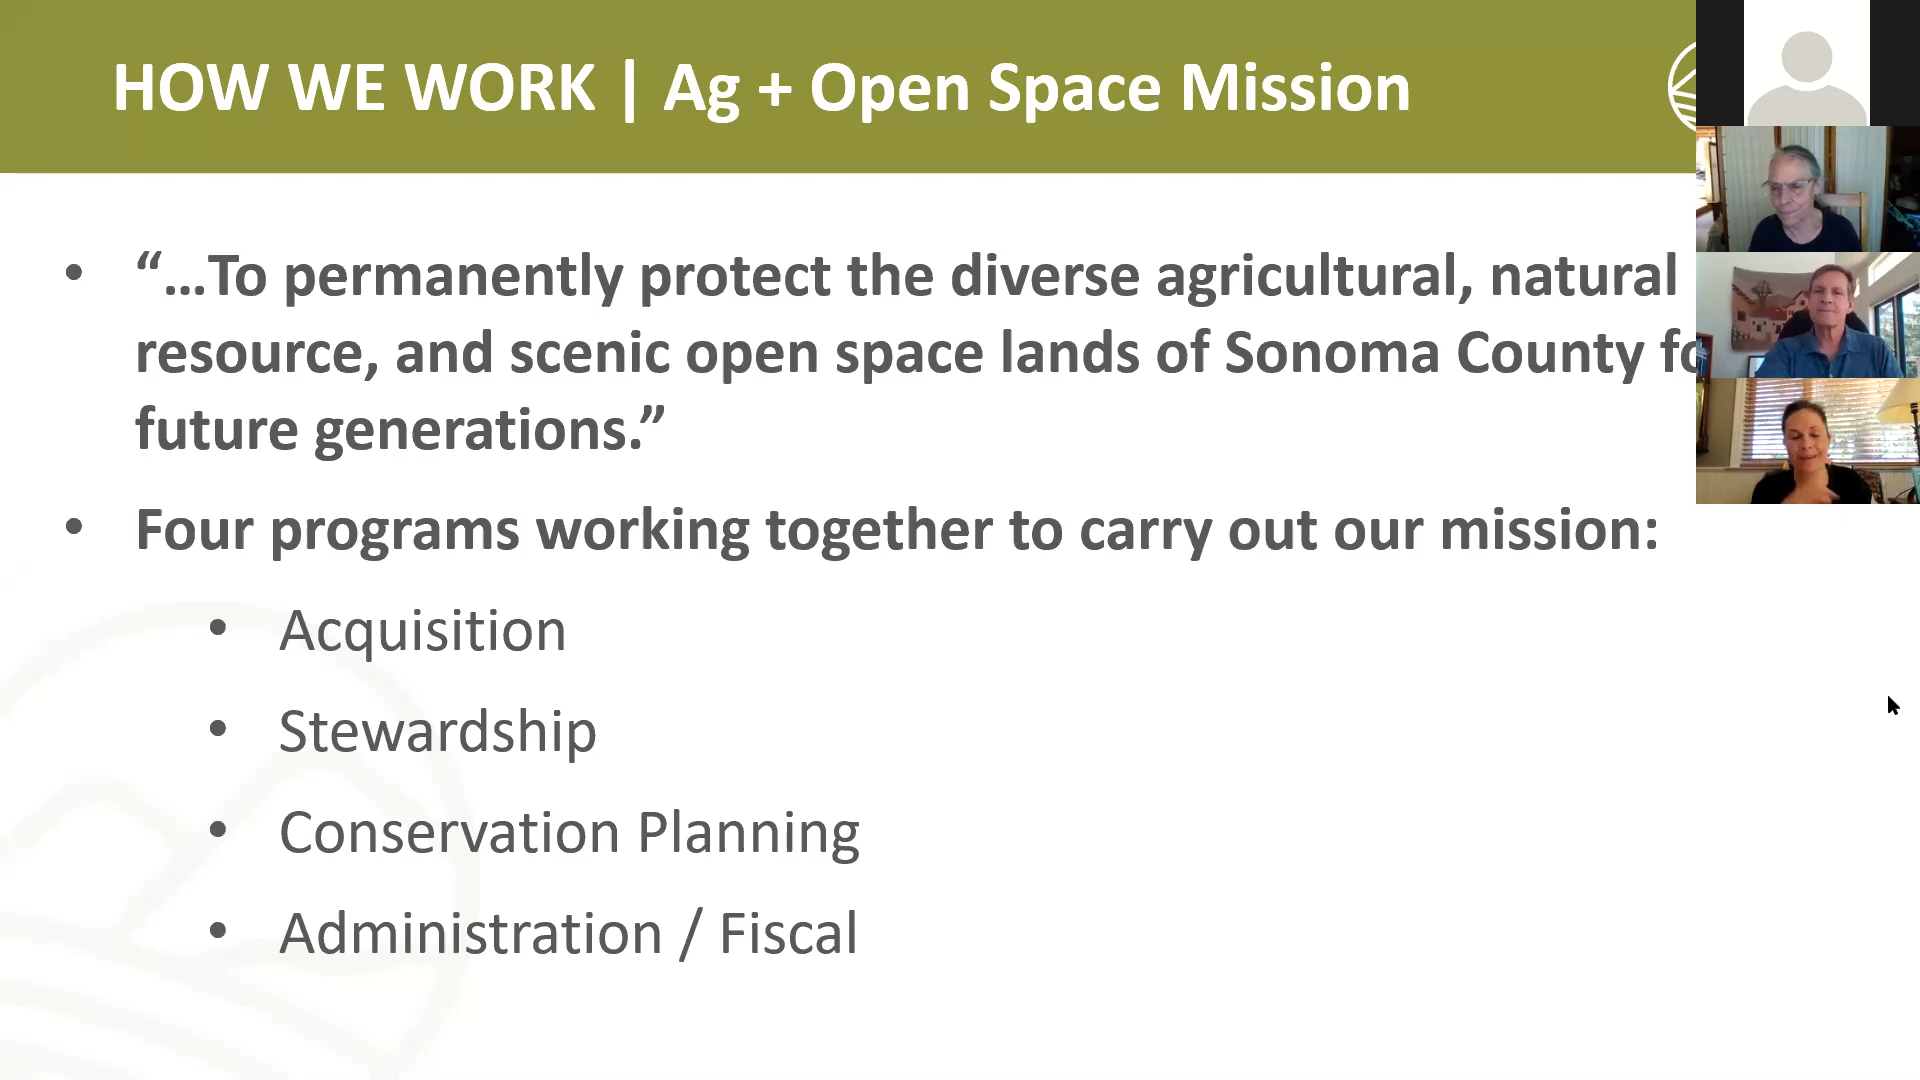 HOW WE WORK | Ag + Open Space Mission
• “…To permanently protect the diverse agricultural, natural
resource, and scenic open space lands of Sonoma County
future generations.”
• Four programs working together to carry out our mission:
• Acquisition
• Stewardship
• Conservation Planning
• Administration / Fiscal